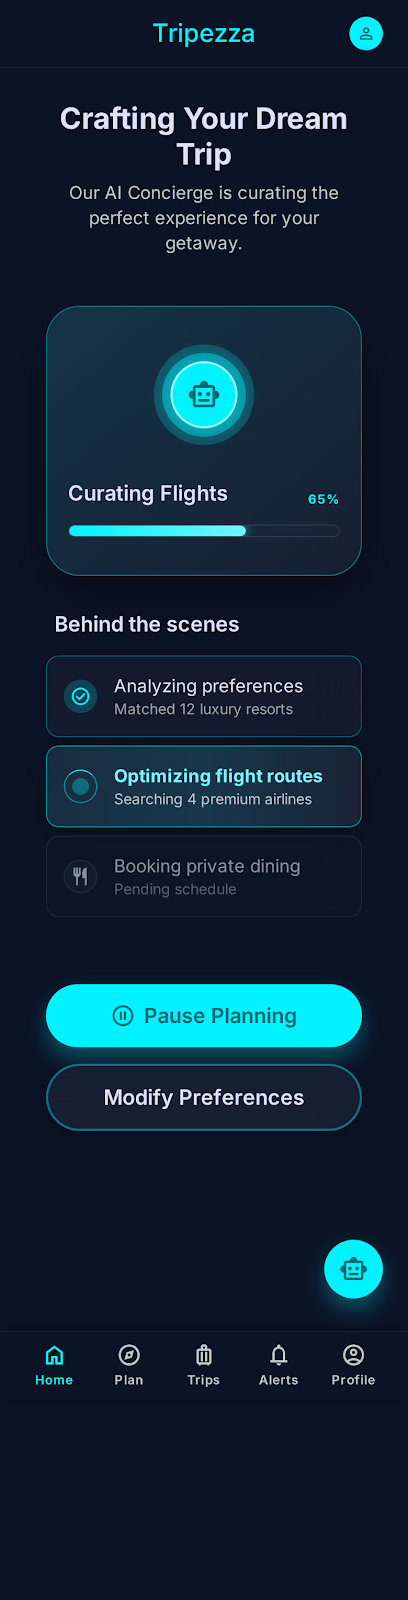 Tripezza
Crafting Your Dream
Trip
Our AI Concierge is curating the
perfect experience for your
getaway.
Curating Flights
65%
Behind the scenes
Analyzing preferences
Matched 12 luxury resorts
Optimizing flight routes
Searching 4 premium airlines
Booking private dining
Pending schedule
Pause Planning
Modify Preferences
Home
Plan
Trips
Alerts
Profile